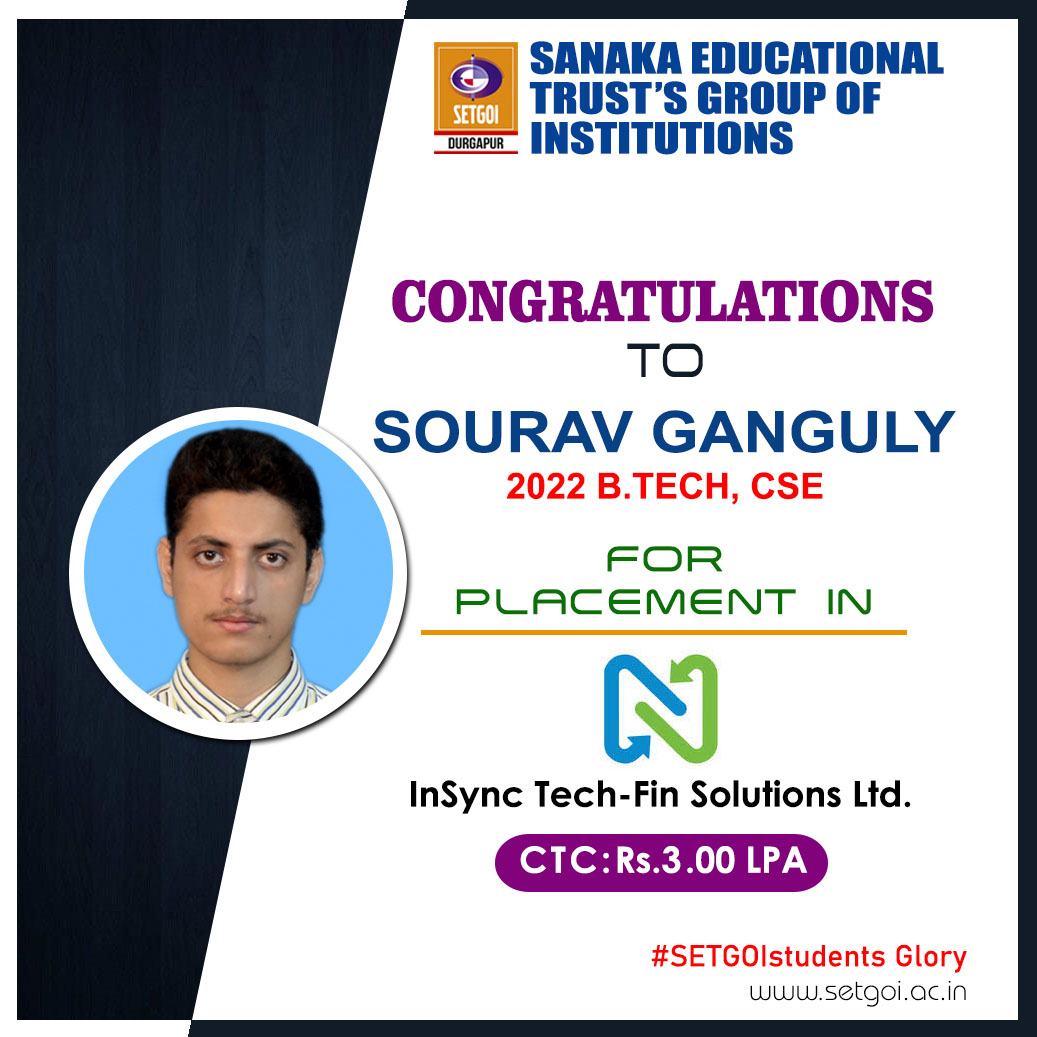 SETGOI
DURGAPUR
SANAKA EDUCATIONAL
TRUST'S GROUP OF
INSTITUTIONS
CONGRATULATIONS
TO
SOURAV GANGULY
2022 B.TECH, CSE
FOR
PLACEMENT IN
InSync Tech-Fin Solutions Ltd.
CTC:Rs.3.00 LPA
#SETGOIstudents Glory
www.setgoi.ac.in